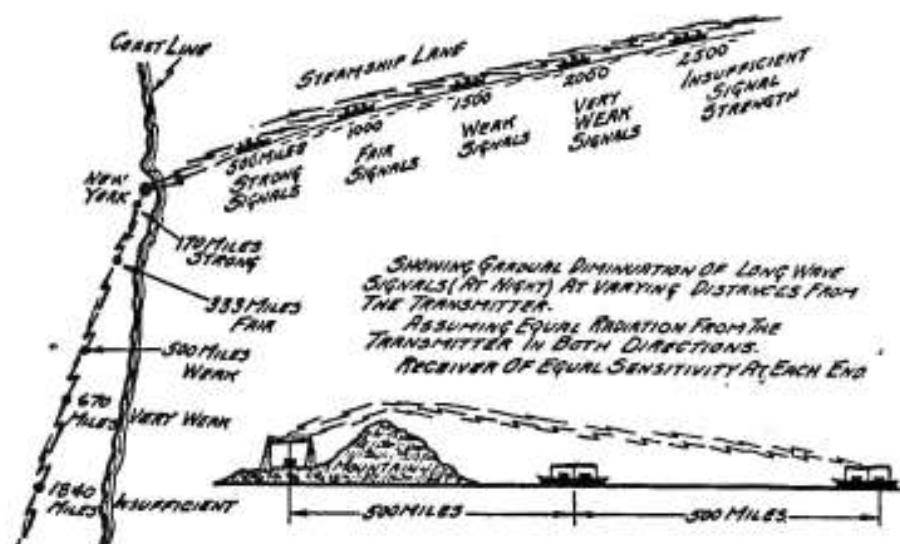 COAST LINE
STEAMSHIP LANE
500 MILES
STRONG
SIGNALS
1000
FAIR
SIGNALS
1500
WEAK
SIGNALS
2000
VERY
WEAK
SIGNALS
2500
INSUFFICIENT
SIGNAL
STRENGTH
NEW
YORK
170 MILES
STRONG
333 MILES
FAIR
500 MILES
WEAK
670
MILES
VERY WEAK
1840
MILES
INSUFFICIENT
SHOWING GRADUAL DIMINUATION OF LONG WAVE
SIGNALS (AT NIGHT) AT VARYING DISTANCES FROM
THE TRANSMITTER.
ASSUMING EQUAL RADIATION FROM THE
TRANSMITTER IN BOTH DIRECTIONS.
RECEIVER OF EQUAL SENSITIVITY AT EACH END
MOUNTAIN
500 MILES
500 MILES